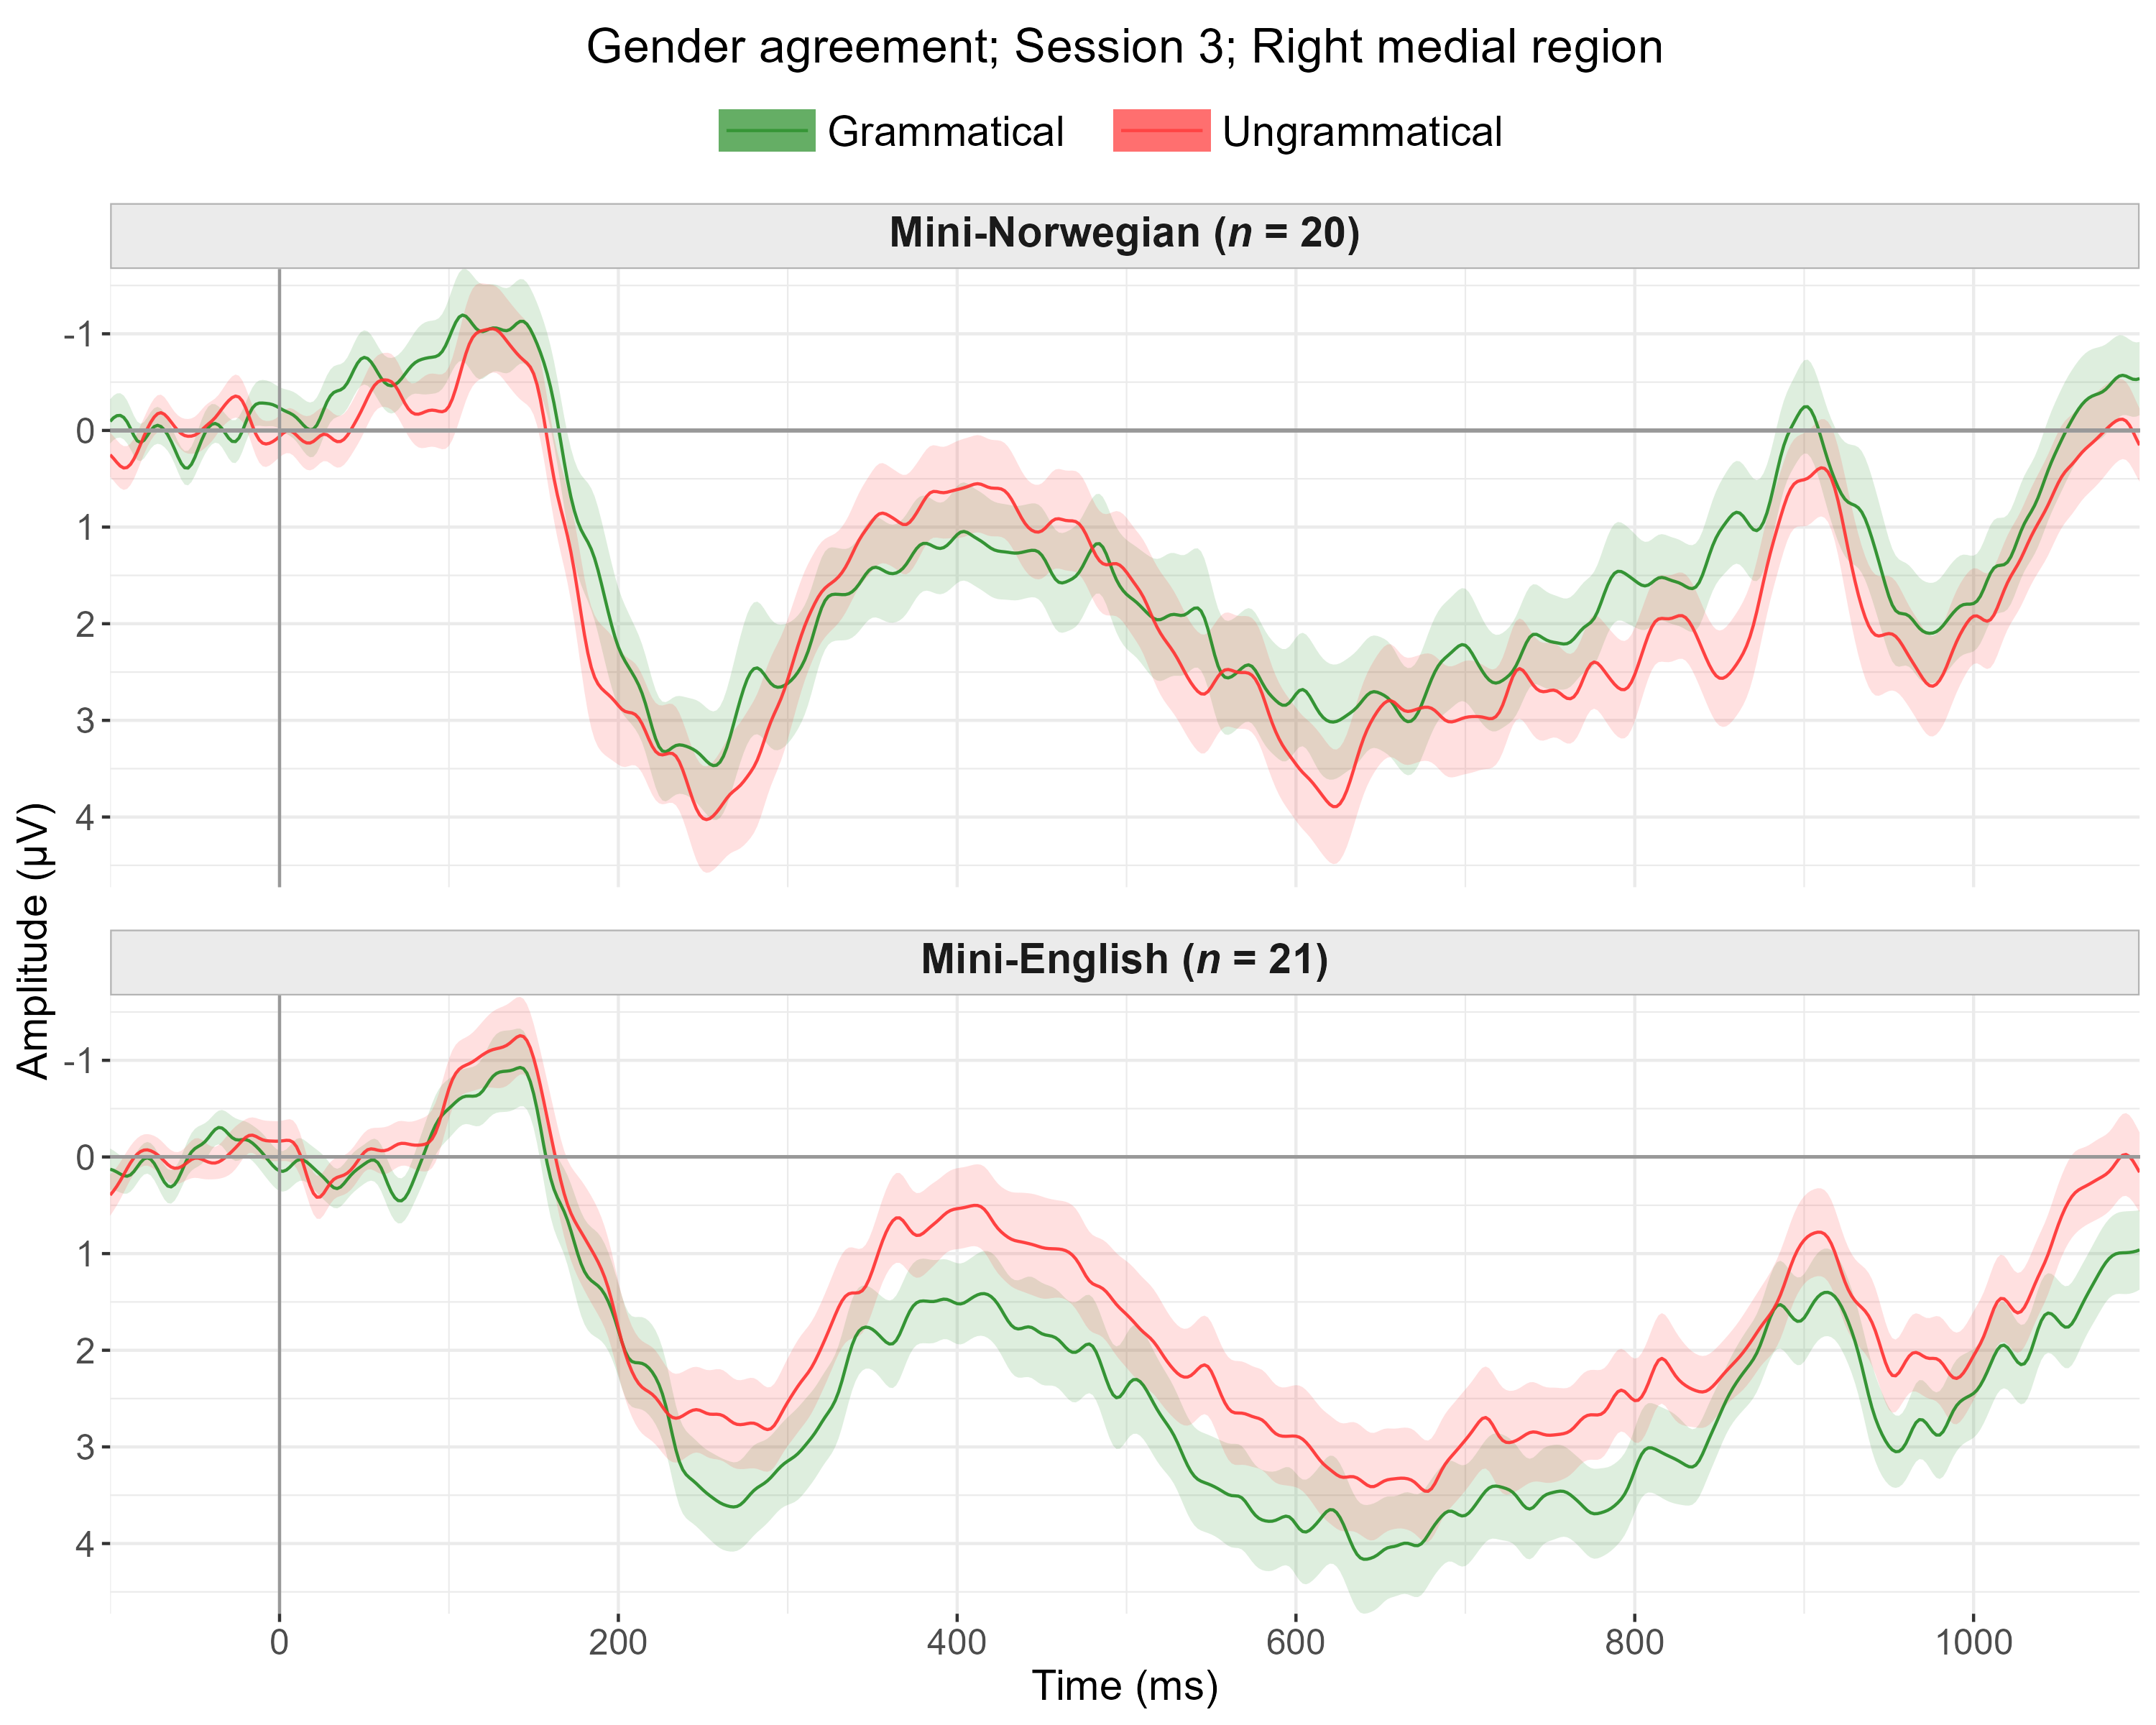 Gender agreement; Session 3; Right medial region
Grammatical
Ungrammatical
Mini-Norwegian (n = 20)
-1
0
1
2
3
4
Amplitude (µV)
Mini-English (n = 21)
-1
0
1
2
3
4
0 200 400 600 800 1000
Time (ms)